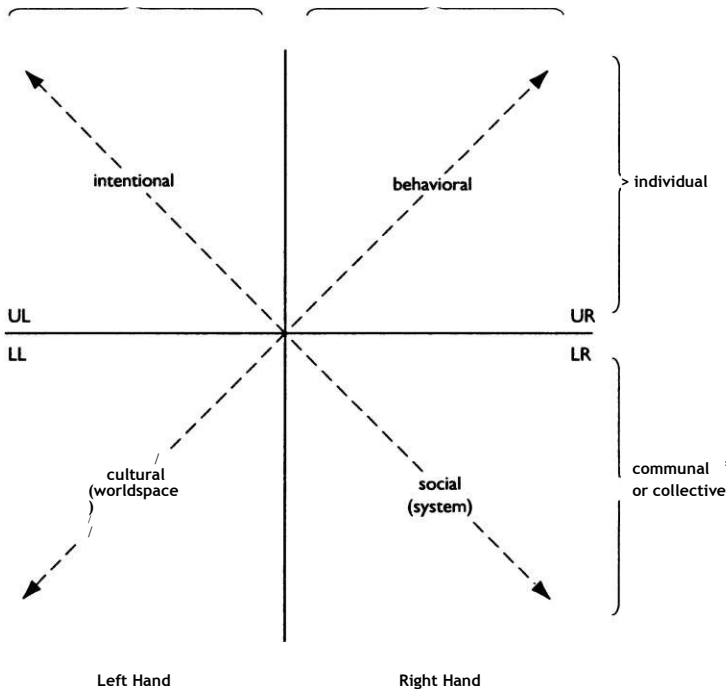 intentional
behavioral
> individual
UL
UR
LL
LR
cultural
(worldspace
)
social
(system)
communal
or collective
Left Hand
Right Hand